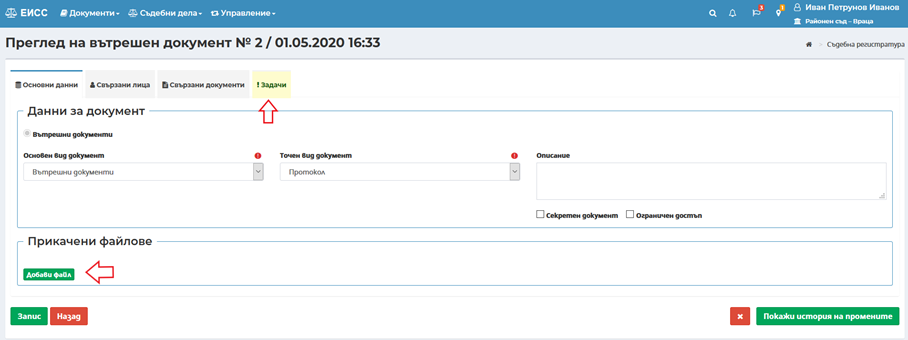 ЕИСС Документи Съдебни дела Управление 3 1 Иван Петрунов Иванов
Районен съд – Враца
Преглед на вътрешен документ № 2 / 01.05.2020 16:33
Съдебна регистратура
Основни данни Свързани лица Свързани документи Задачи
Данни за документ
Вътрешни документи
Основен вид документ Точен вид документ Описание
Вътрешни документи Протокол
Секретен документ Ограничен достъп
Прикачени файлове
Добави файл
Запис Назад Покажи история на промените